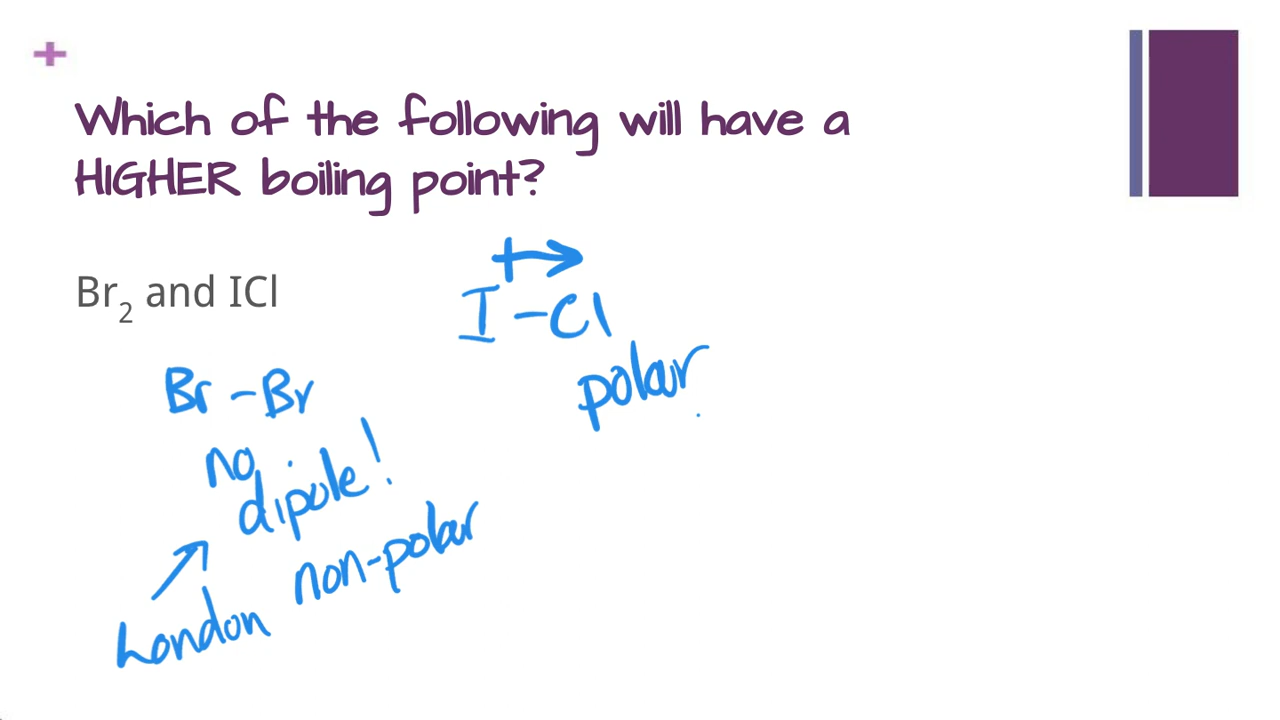 Which of the following will have a
HIGHER boiling point?
Br₂ and ICl
I-Cl
polar
Br-Br
no
dipole!
non-polar
London